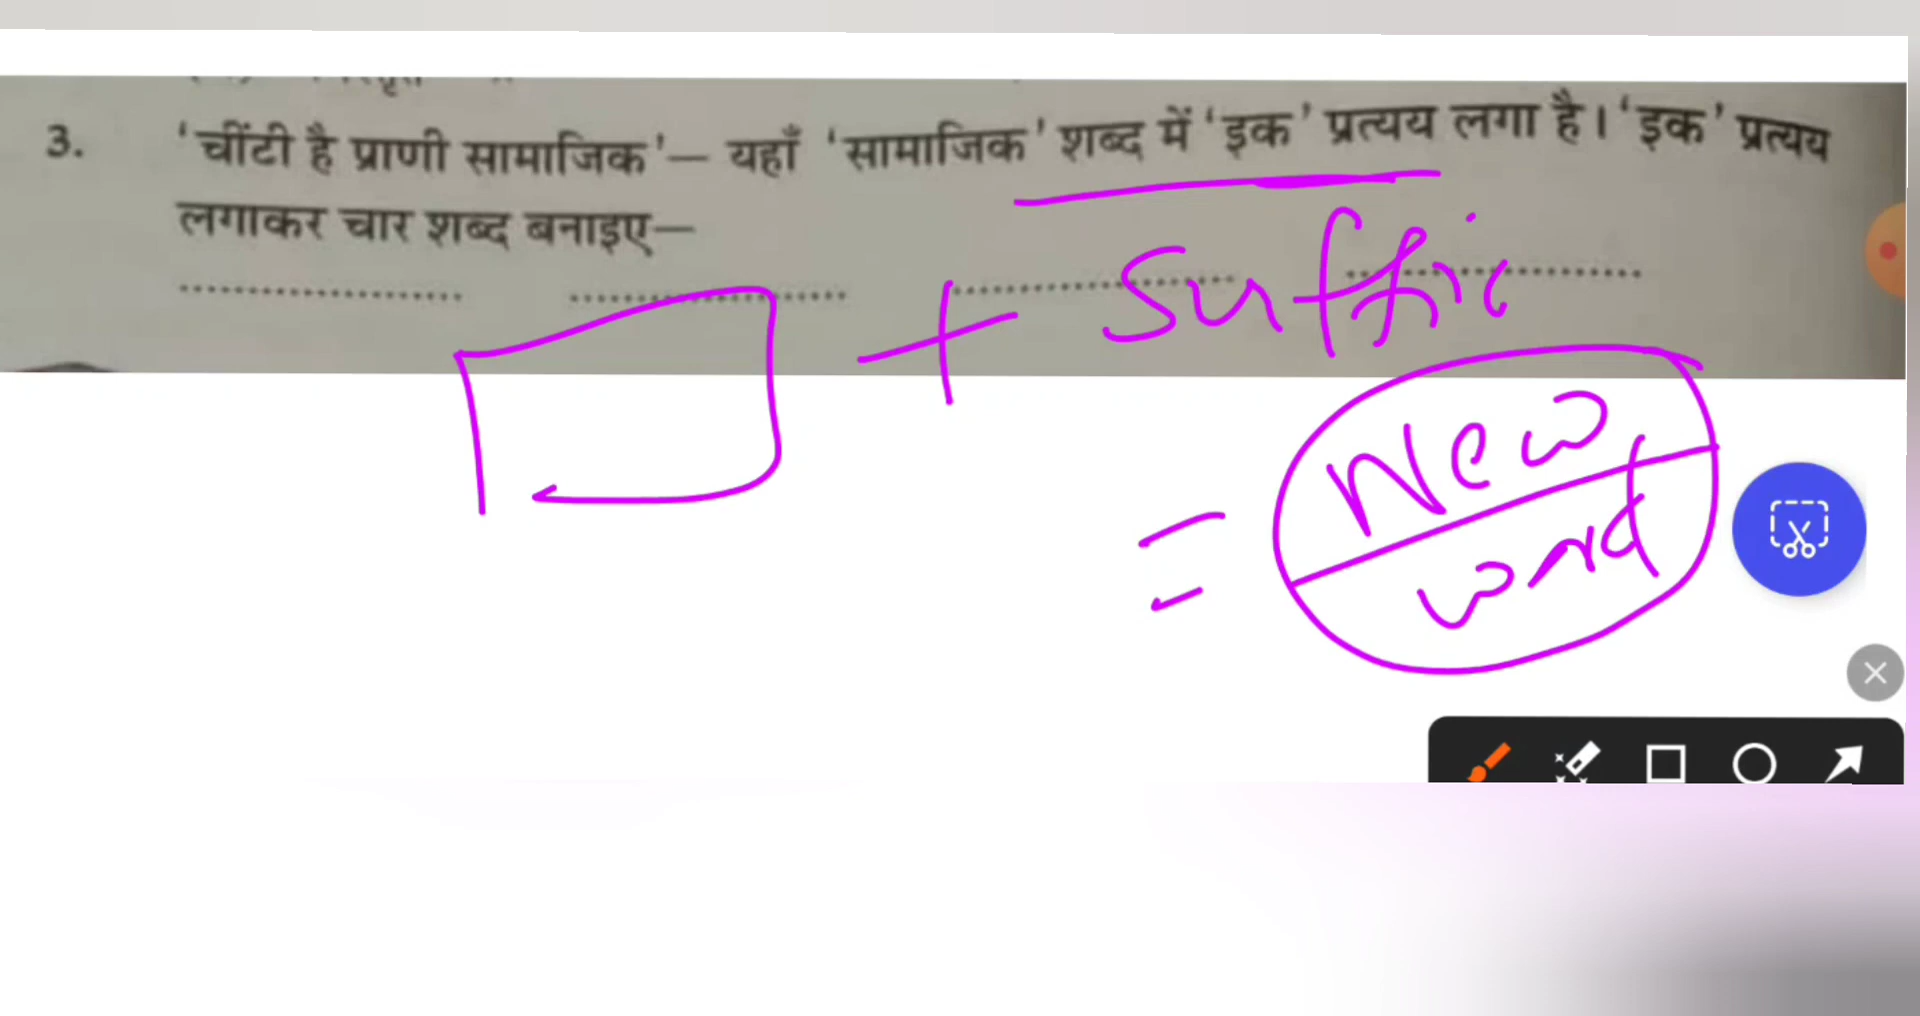 3. 'चींटी है प्राणी सामाजिक'— यहाँ 'सामाजिक' शब्द में 'इक' प्रत्यय लगा है। 'इक' प्रत्यय
लगाकर चार शब्द बनाइए—
+ Suffix
= New
word